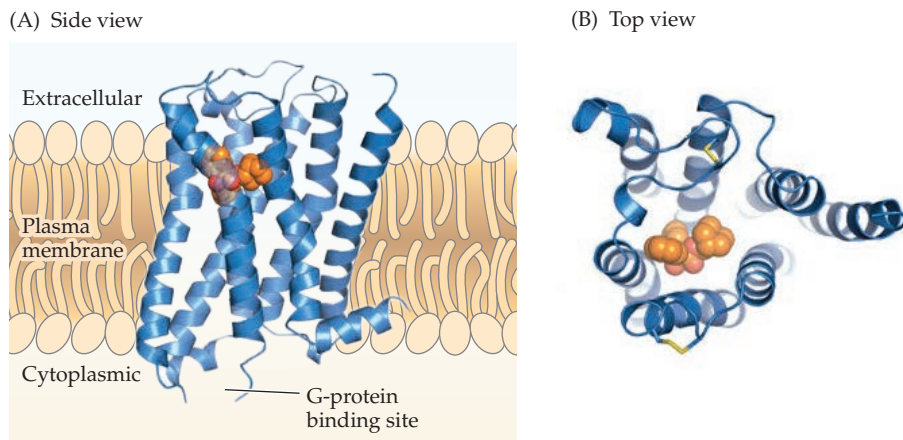 (A) Side view
Extracellular
Plasma
membrane
Cytoplasmic
G-protein
binding site
(B) Top view